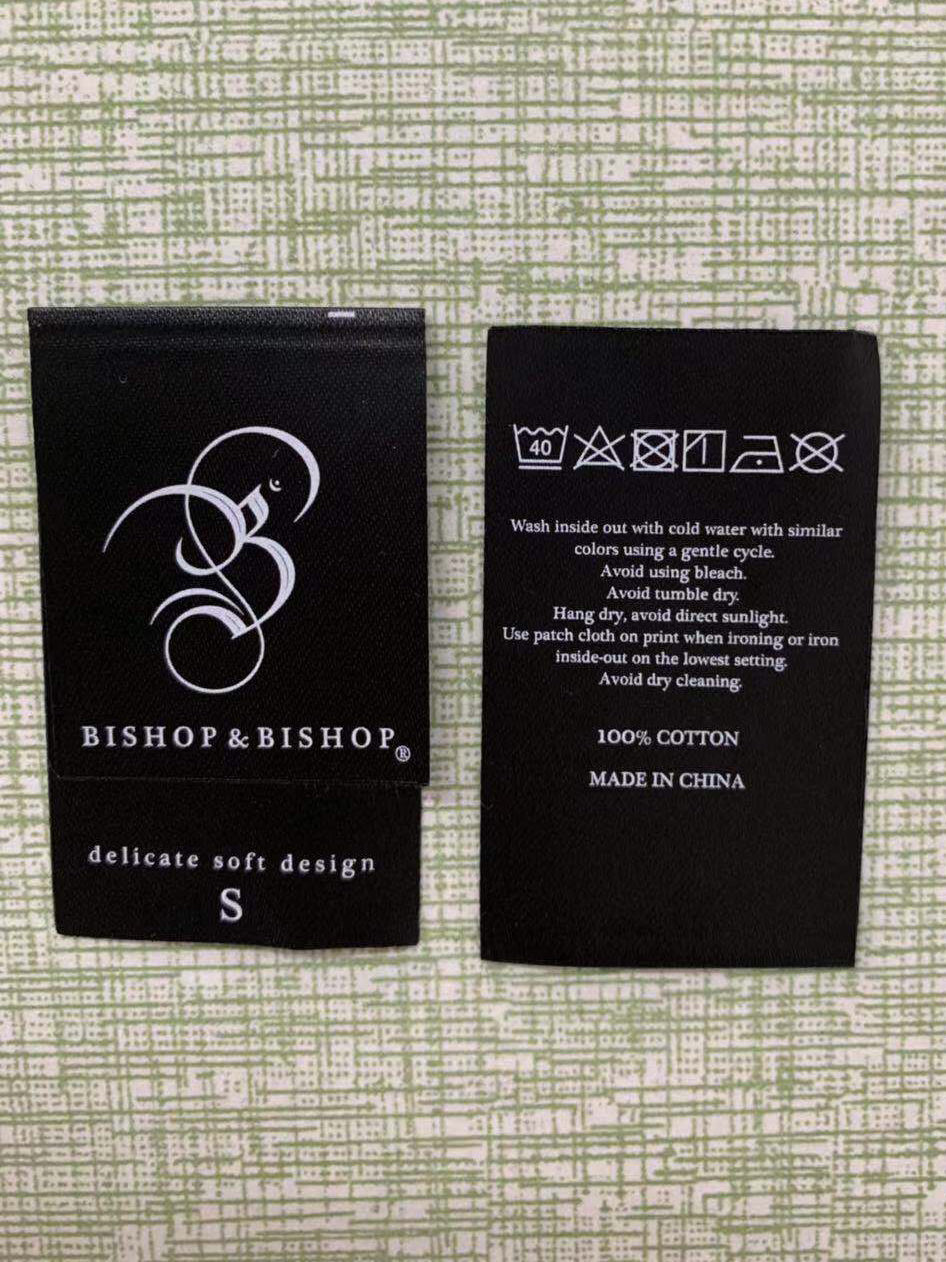 BISHOP & BISHOP®
delicate soft design
S
40
Wash inside out with cold water with similar
colors using a gentle cycle.
Avoid using bleach.
Avoid tumble dry.
Hang dry, avoid direct sunlight.
Use patch cloth on print when ironing or iron
inside-out on the lowest setting.
Avoid dry cleaning.
100% COTTON
MADE IN CHINA